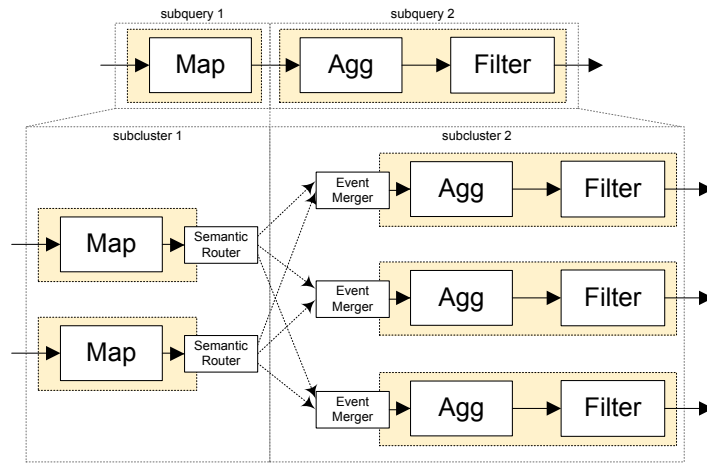 subquery 1
subquery 2
Map
Agg
Filter
subcluster 1
subcluster 2
Map
Semantic
Router
Map
Semantic
Router
Event
Merger
Agg
Filter
Event
Merger
Agg
Filter
Event
Merger
Agg
Filter